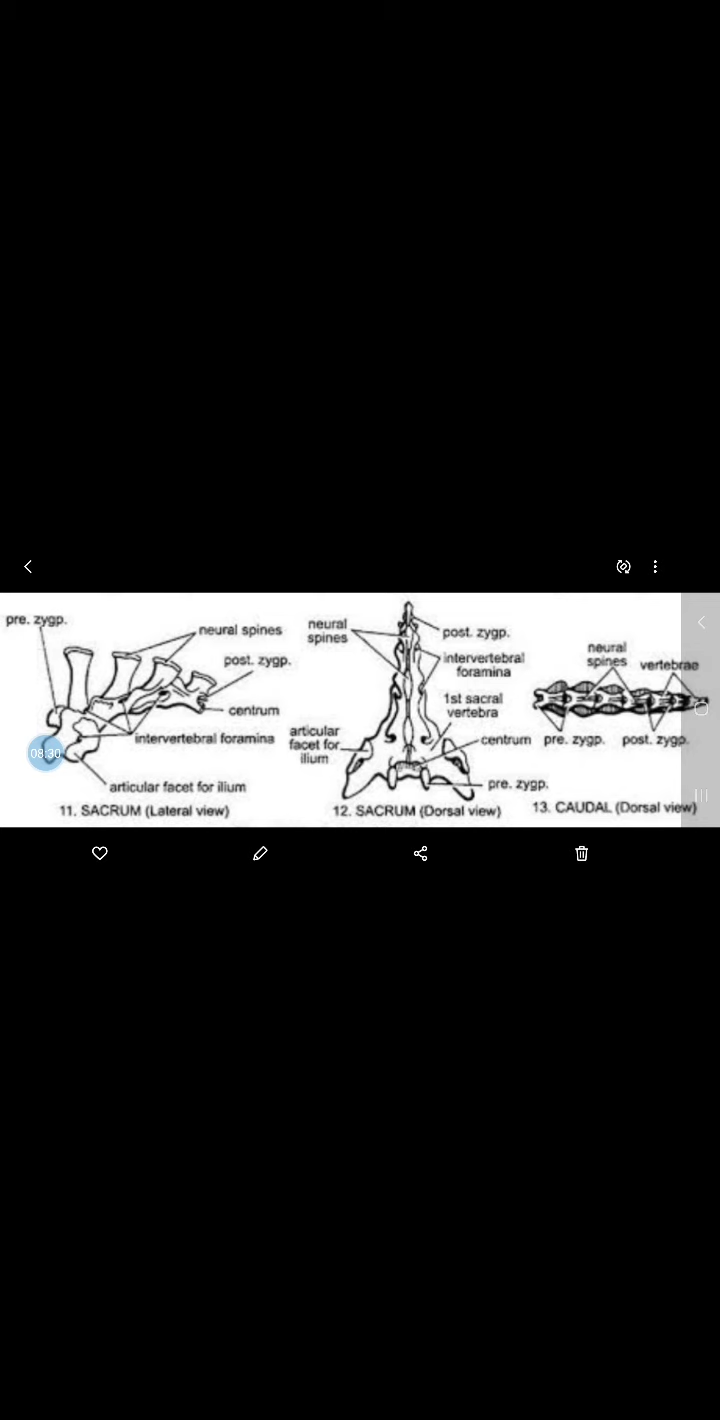 pre. zygp.
neural spines
post. zygp.
centrum
intervertebral foramina
08:30
articular facet for ilium
11. SACRUM (Lateral view)
neural
spines
post. zygp.
intervertebral
foramina
1st sacral
vertebra
articular
facet for
ilium
centrum
pre. zygp.
12. SACRUM (Dorsal view)
neural
spines
vertebrae
pre. zygp.
post. zygp.
13. CAUDAL (Dorsal view)